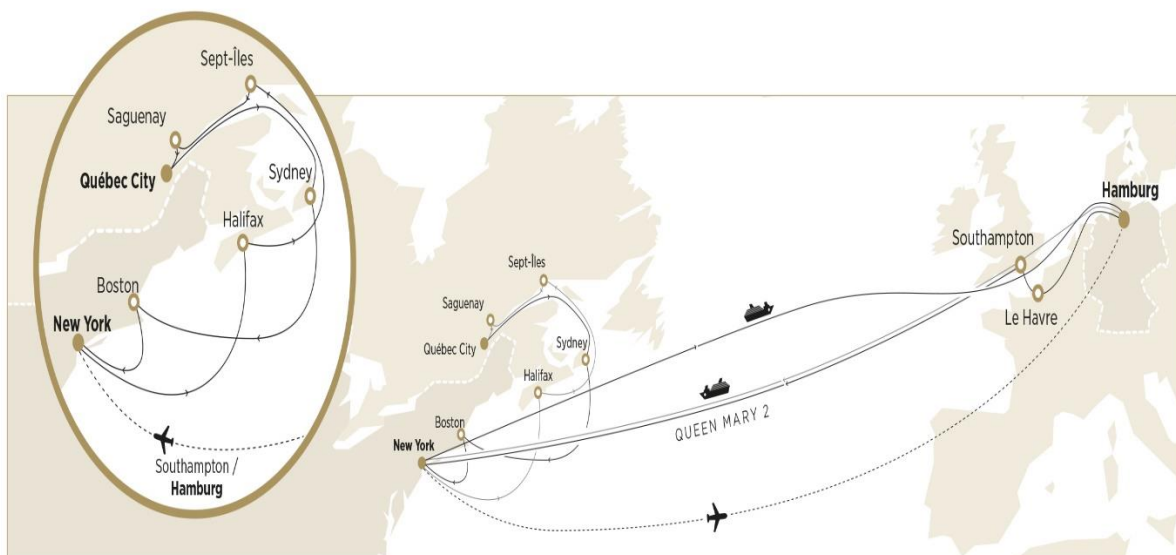 Sept-Îles
Saguenay
Québec City
Sydney
Halifax
Boston
New York
Southampton /
Hamburg
Sept-Îles
Saguenay
Québec City
Sydney
Halifax
Boston
New York
QUEEN MARY 2
Hamburg
Southampton
Le Havre